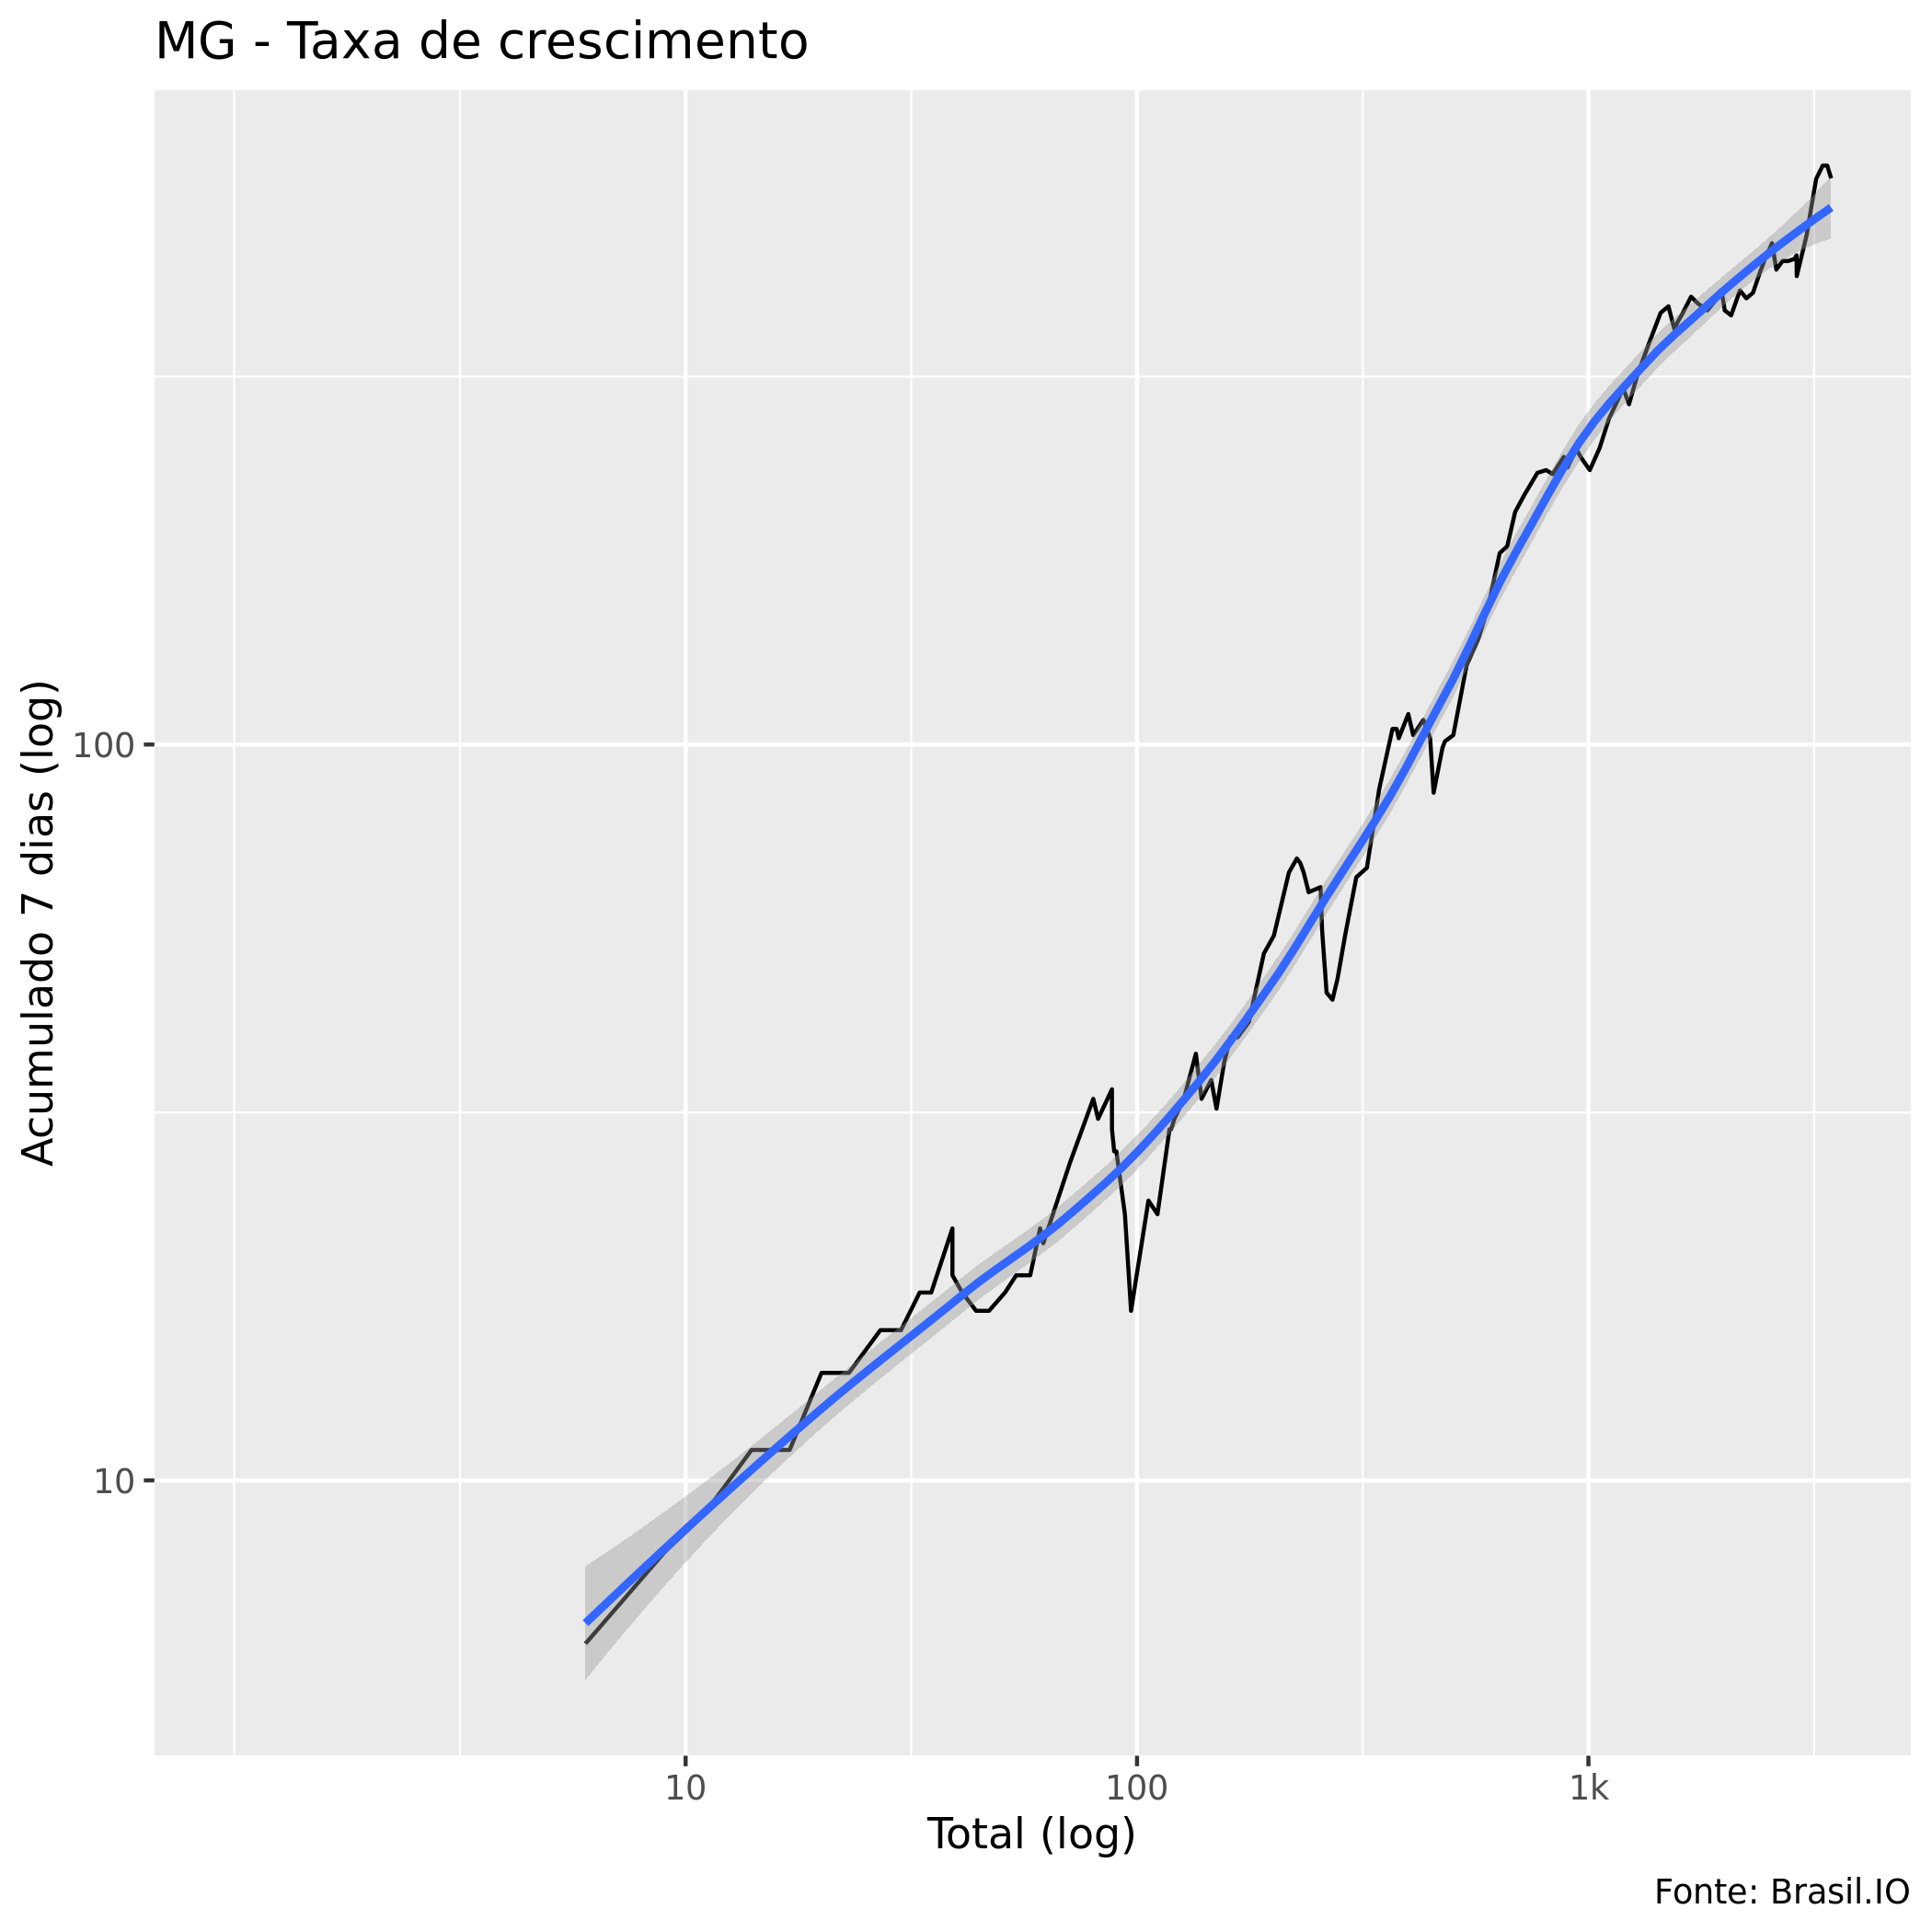 MG - Taxa de crescimento
Acumulado 7 dias (log)
100
10
10
100
1k
Total (log)
Fonte: Brasil.IO